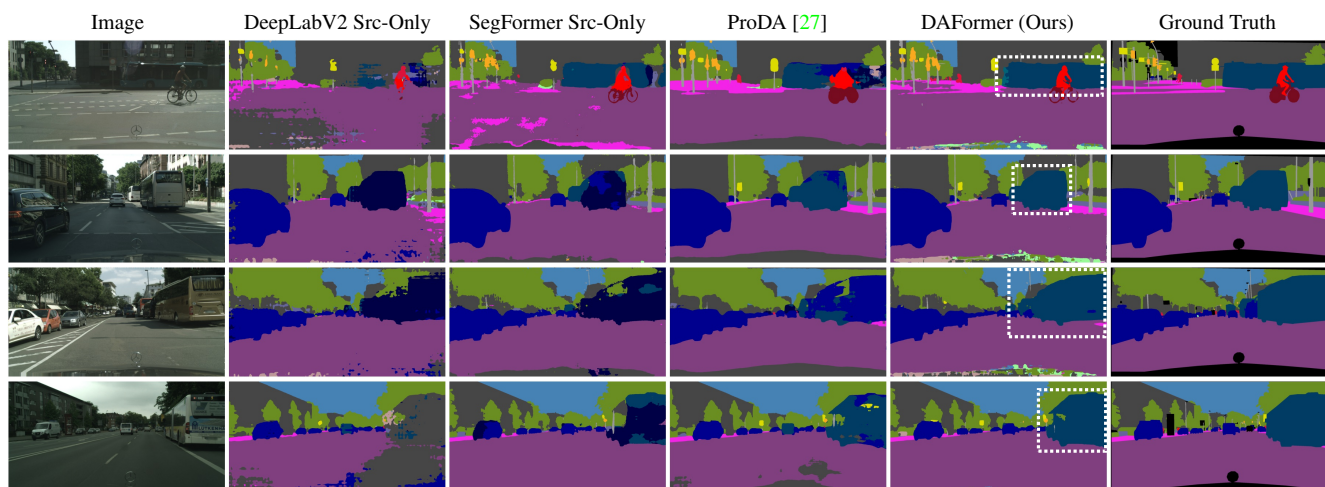 Image DeepLabV2 Src-Only SegFormer Src-Only ProDA [27] DAFormer (Ours) Ground Truth